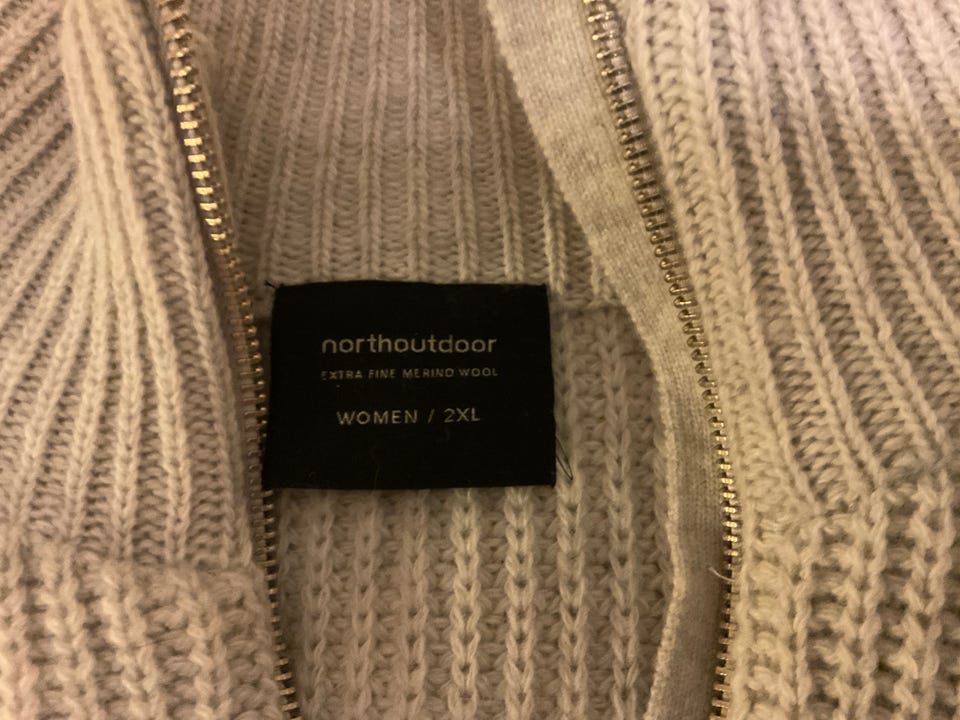 northoutdoor
EXTRA FINE MERINO WOOL
WOMEN / 2XL